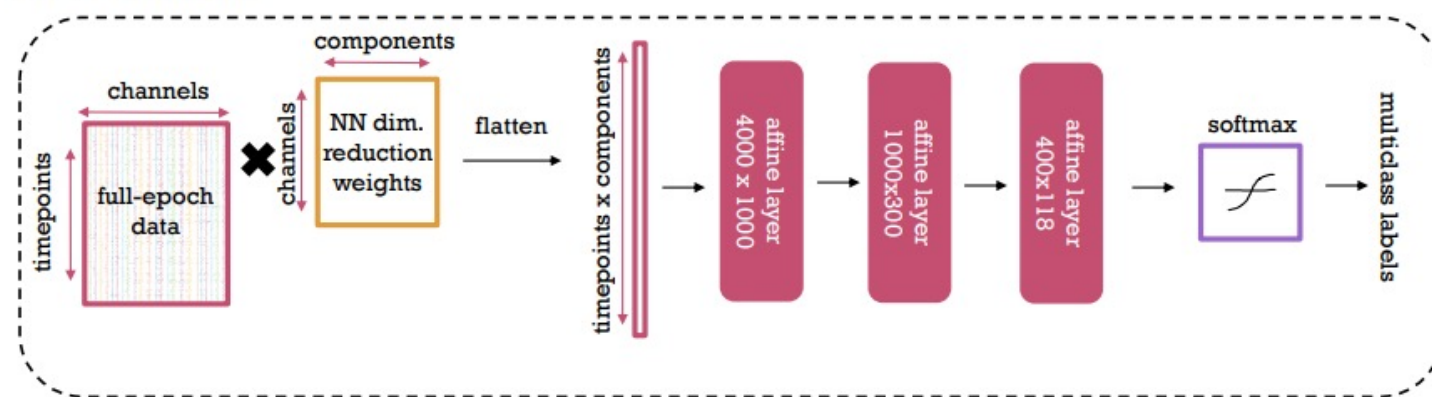 channels
timepoints
full-epoch
data
components
channels
NN dim.
reduction
weights
flatten
timepoints x components
affine layer
4000 x 1000
affine layer
1000x300
affine layer
400x118
softmax
multiclass labels